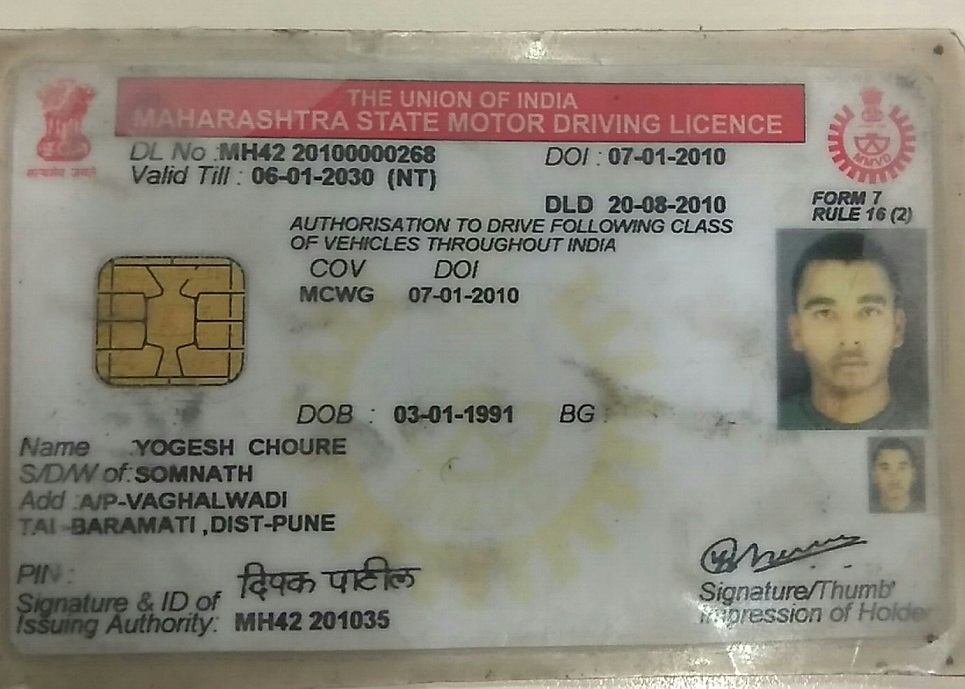 THE UNION OF INDIA
MAHARASHTRA STATE MOTOR DRIVING LICENCE
सत्यमेव जयते
MMVD
DL No : MH42 20100000268 DOI : 07-01-2010
Valid Till : 06-01-2030 (NT)
DLD 20-08-2010
FORM 7
RULE 16 (2)
AUTHORISATION TO DRIVE FOLLOWING CLASS
OF VEHICLES THROUGHOUT INDIA
COV DOI
MCWG 07-01-2010
DOB : 03-01-1991 BG :
Name : YOGESH CHOURE
S/D/W of: SOMNATH
Add : A/P-VAGHALWADI
TAL-BARAMATI ,DIST-PUNE
PIN :
दिपक पाटील
Signature & ID of
Issuing Authority: MH42 201035
Signature/Thumb
Impression of Holder